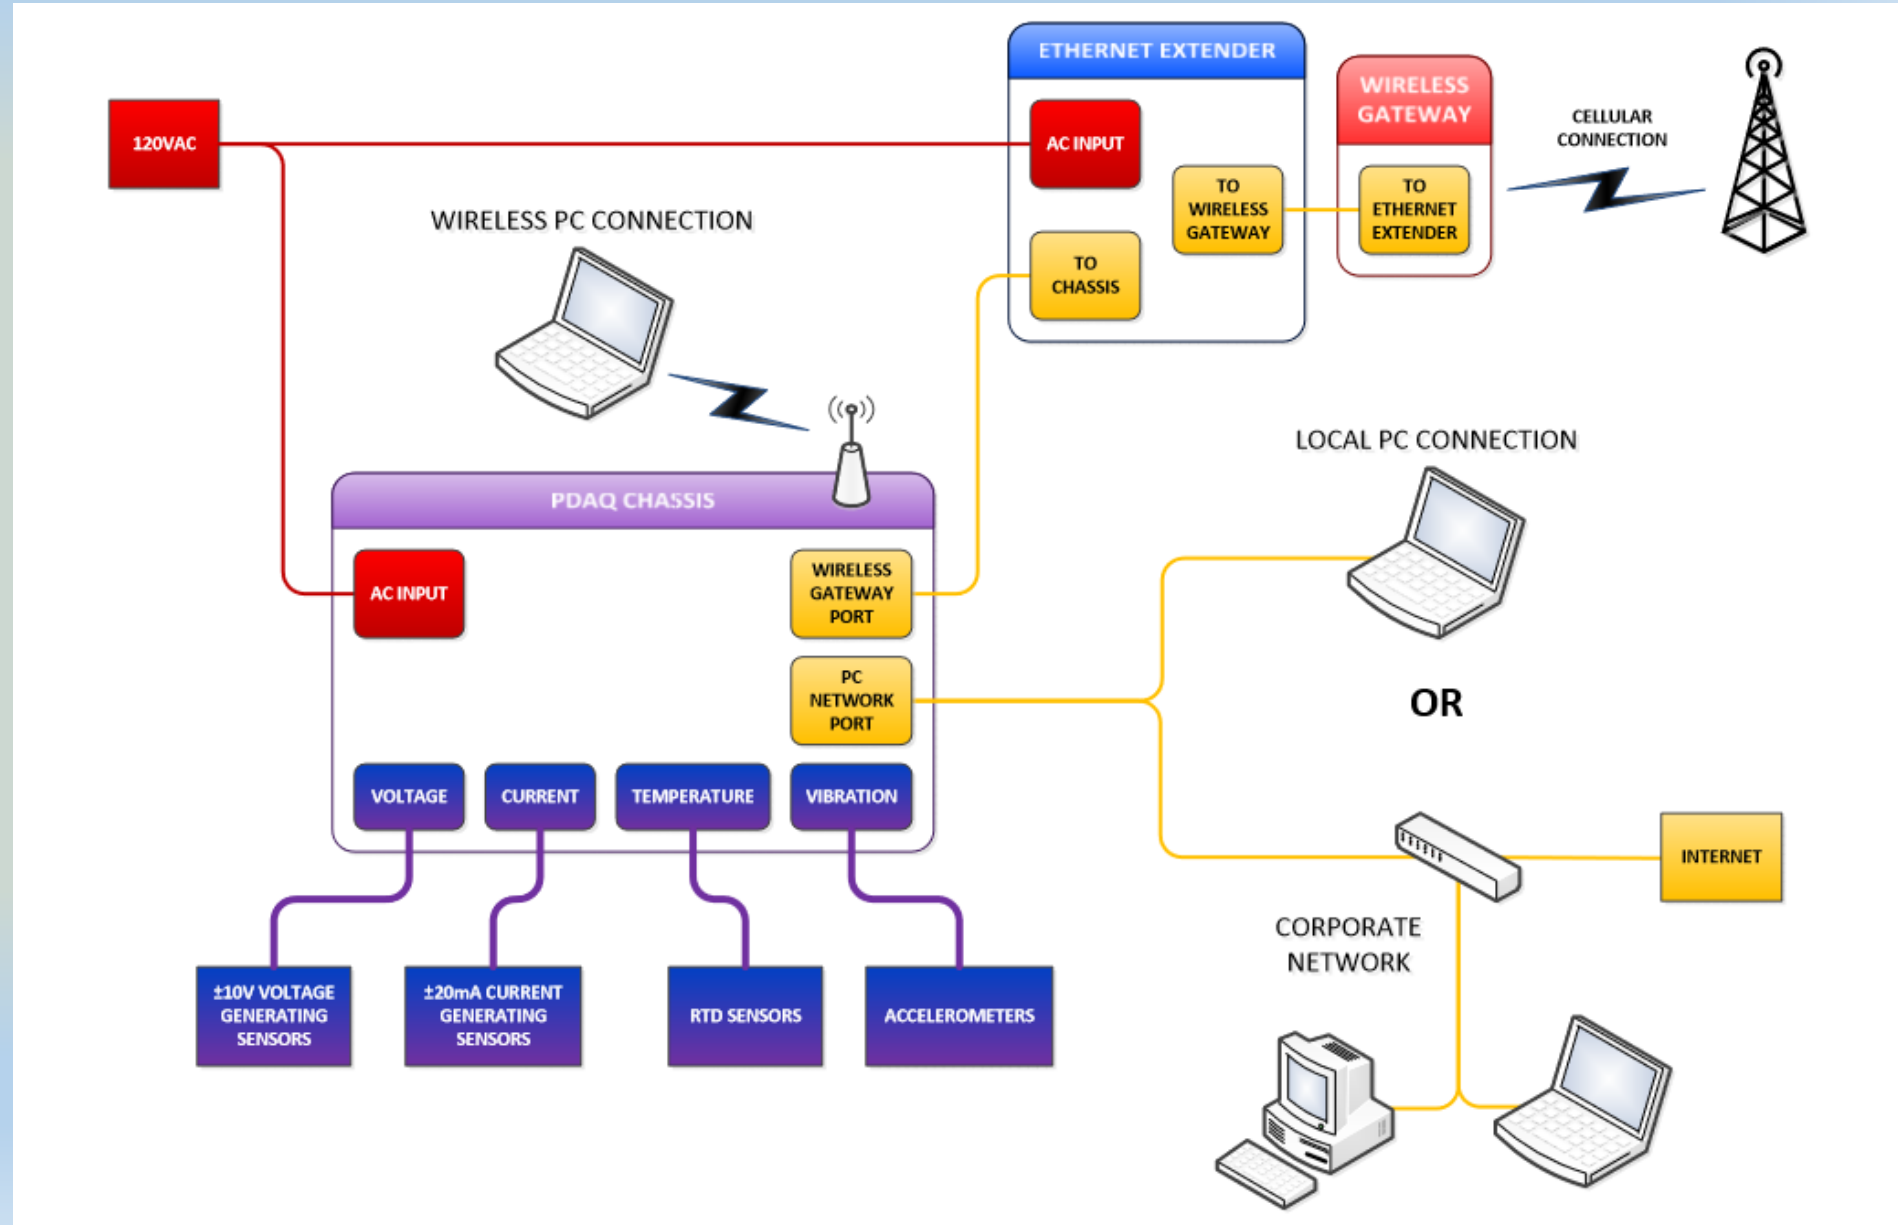 ETHERNET EXTENDER
WIRELESS
GATEWAY
120VAC
AC INPUT
CELLULAR
CONNECTION
TO
WIRELESS
GATEWAY
TO
ETHERNET
EXTENDER
WIRELESS PC CONNECTION
TO
CHASSIS
LOCAL PC CONNECTION
PDAQ CHASSIS
AC INPUT
WIRELESS
GATEWAY
PORT
PC
NETWORK
PORT
OR
VOLTAGE
CURRENT
TEMPERATURE
VIBRATION
INTERNET
CORPORATE
NETWORK
±10V VOLTAGE
GENERATING
SENSORS
±20mA CURRENT
GENERATING
SENSORS
RTD SENSORS
ACCELEROMETERS